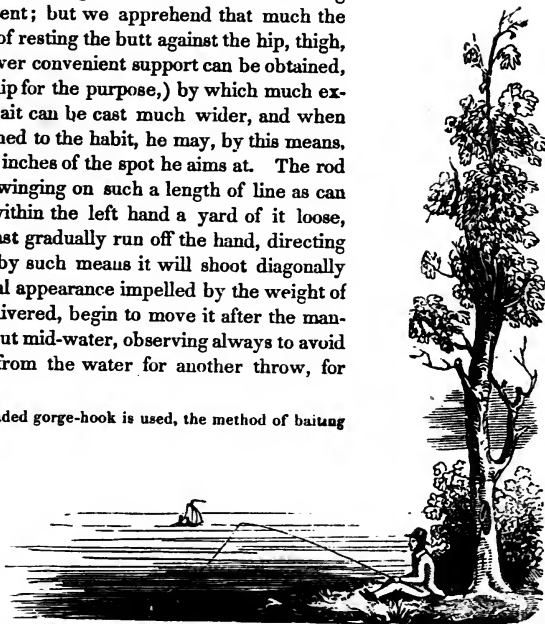 ent; but we apprehend that much the
of resting the butt against the hip, thigh,
ver convenient support can be obtained,
ip for the purpose,) by which much ex-
ait can be cast much wider, and when
ned to the habit, he may, by this means,
inches of the spot he aims at. The rod
winging on such a length of line as can
vithin the left hand a yard of it loose,
ast gradually run off the hand, directing
by such means it will shoot diagonally
al appearance impelled by the weight of
ivered, begin to move it after the man-
out mid-water, observing always to avoid
from the water for another throw, for
ded gorge-hook is used, the method of baiting